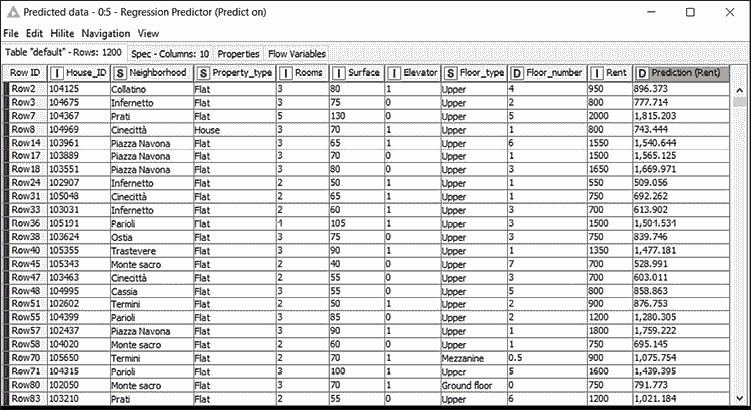 Predicted data - 0:5 - Regression Predictor (Predict on)
File Edit Hilite Navigation View
Table "default" - Rows: 1200 Spec - Columns: 10 Properties Flow Variables
Row ID I House_ID S Neighborhood S Property_type I Rooms I Surface I Elevator S Floor_type D Floor_number I Rent D Prediction (Rent)
Row2 104125 Collatino Flat 3 80 1 Upper 4 950 896.373
Row3 104675 Infernetto Flat 3 75 0 Upper 2 800 777.714
Row7 104367 Prati Flat 5 130 0 Upper 5 2000 1,815.203
Row8 104969 Cinecittà House 3 70 1 Upper 1 800 743.444
Row14 103961 Piazza Navona Flat 3 65 1 Upper 6 1550 1,540.644
Row17 103889 Piazza Navona Flat 3 70 0 Upper 1 1500 1,565.125
Row18 103551 Piazza Navona Flat 3 80 0 Upper 3 1650 1,669.971
Row24 102907 Infernetto Flat 2 50 1 Upper 1 550 509.056
Row31 105048 Cinecittà Flat 2 65 1 Upper 1 750 692.262
Row33 103031 Infernetto Flat 2 60 1 Upper 3 700 613.902
Row36 105191 Parioli Flat 4 105 1 Upper 3 1500 1,504.534
Row38 103624 Ostia Flat 3 75 0 Upper 3 750 839.746
Row40 105355 Trastevere Flat 3 90 1 Upper 1 1350 1,477.181
Row45 105343 Monte sacro Flat 2 40 0 Upper 7 700 528.991
Row47 103463 Cinecittà Flat 2 55 0 Upper 3 700 603.011
Row48 104995 Cassia Flat 3 55 0 Upper 5 800 858.863
Row51 102602 Termini Flat 2 50 1 Upper 2 900 876.753
Row55 104399 Parioli Flat 3 85 0 Upper 2 1200 1,280.305
Row57 102437 Piazza Navona Flat 3 90 1 Upper 1 1800 1,759.222
Row58 104020 Monte sacro Flat 2 60 0 Upper 1 700 695.145
Row70 105650 Termini Flat 2 70 1 Mezzanine 0.5 900 1,075.754
Row71 104315 Parioli Flat 3 100 1 Upper 5 1600 1,439.395
Row80 102050 Monte sacro Flat 3 70 1 Ground floor 0 750 791.773
Row83 103210 Prati Flat 2 55 0 Upper 6 1200 1,021.184